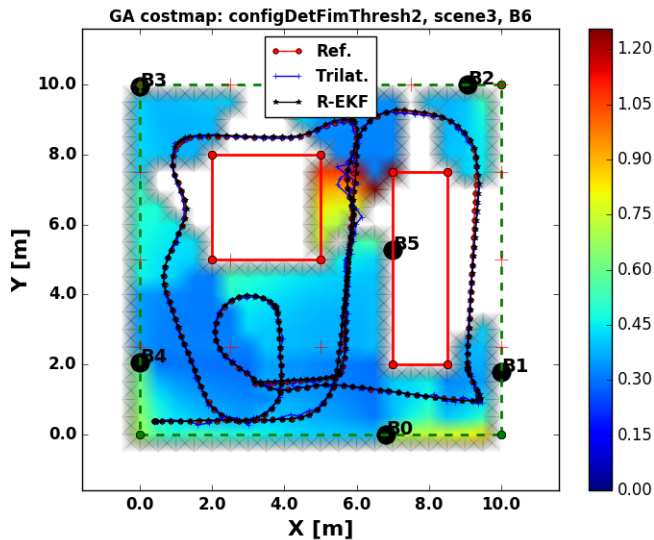 GA costmap: configDetFimThresh2, scene3, B6
Ref.
Trilat.
R-EKF
B3
B2
B5
B4
B1
B0
10.0
8.0
6.0
4.0
2.0
0.0
Y [m]
0.0 2.0 4.0 6.0 8.0 10.0
X [m]
1.20
1.05
0.90
0.75
0.60
0.45
0.30
0.15
0.00